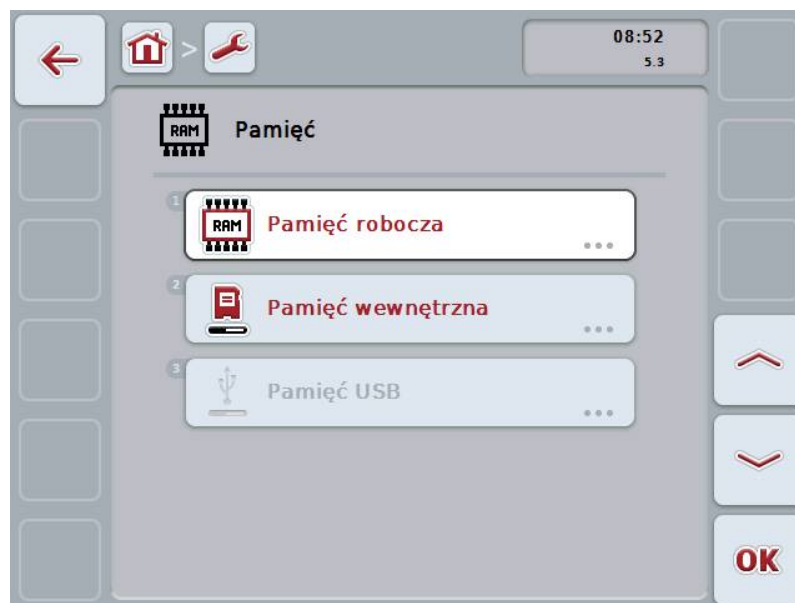 >
08:52
5.3
RAM
Pamięć
1
RAM
Pamięć robocza
...
2
Pamięć wewnętrzna
...
3
Pamięć USB
...
OK